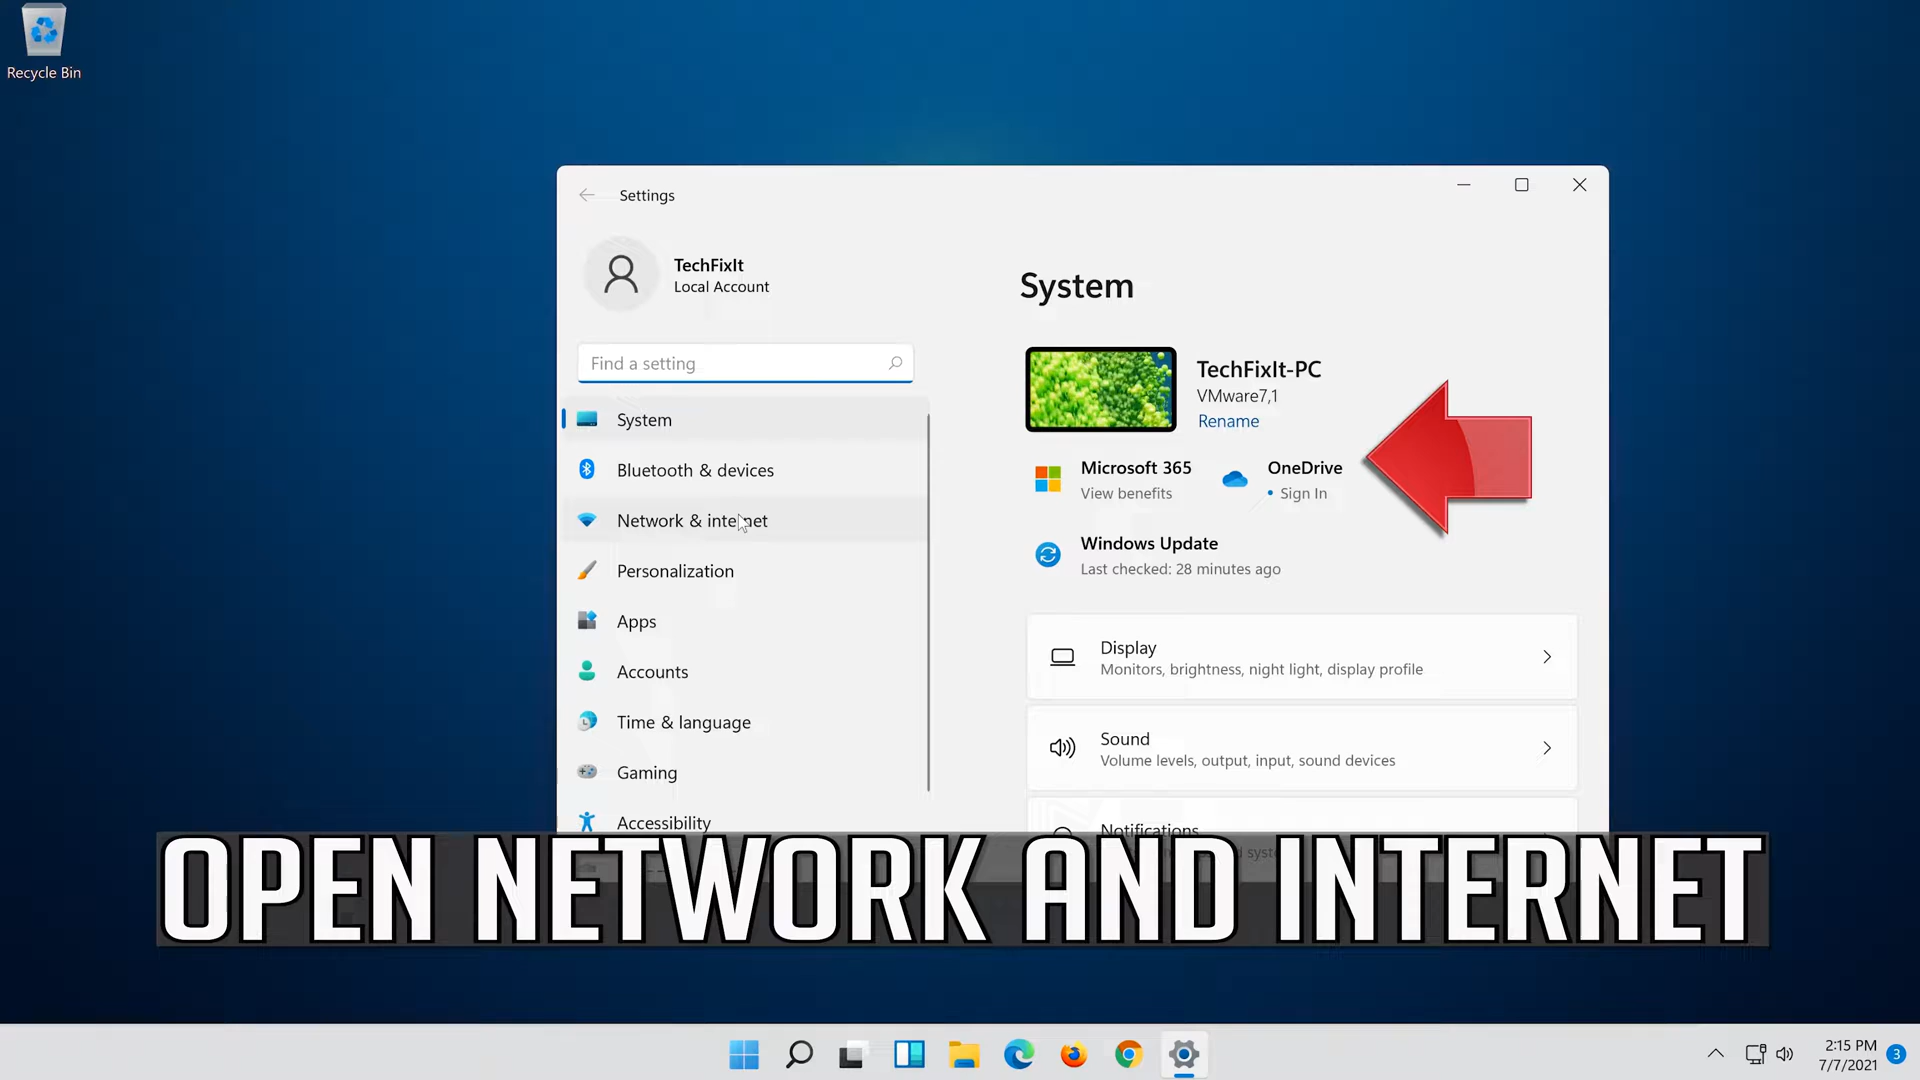 Recycle Bin
Settings
TechFixIt
Local Account
Find a setting
System
Bluetooth & devices
Network & internet
Personalization
Apps
Accounts
Time & language
Gaming
Accessibility
System
TechFixIt-PC
VMware7,1
Rename
Microsoft 365
View benefits
OneDrive
• Sign In
Windows Update
Last checked: 28 minutes ago
Display
Monitors, brightness, night light, display profile
Sound
Volume levels, output, input, sound devices
Notifications
OPEN NETWORK AND INTERNET
2:15 PM
7/7/2021
3